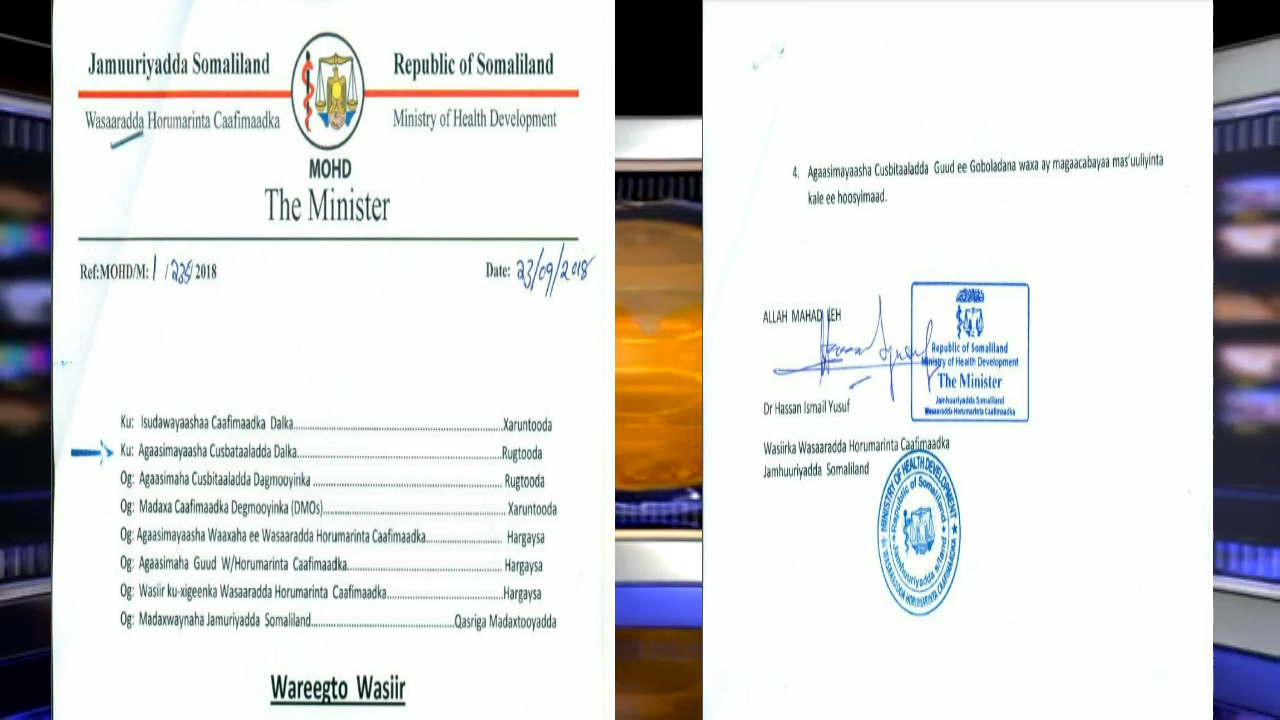 Jamuuriyadda Somaliland
Republic of Somaliland
Wasaaradda Horumarinta Caafimaadka
Ministry of Health Development
MOHD
The Minister
Ref:MOHD/M: 1 /235/ 2018
Date: 23/09/2018
Ku: Isudawayaashaa Caafimaadka Dalka..........Xaruntooda
Ku: Agaasimayaasha Cusbataaladda Dalka..........Rugtooda
Og: Agaasimaha Cusbitaaladda Dagmooyinka .......... Rugtooda
Og: Madaxa Caafimaadka Degmooyinka (DMOs).......... Xaruntooda
Og: Agaasimayaasha Waaxaha ee Wasaaradda Horumarinta Caafimaadka.......... Hargaysa
Og: Agaasimaha Guud W/Horumarinta Caafimaadka.......... Hargaysa
Og: Wasiir ku-xigeenka Wasaaradda Horumarinta Caafimaadka..........Hargaysa
Og: Madaxwaynaha Jamuriyadda Somaliland..........Qasriga Madaxtooyadda
Wareegto Wasiir
4. Agaasimayaasha Cusbitaaladda Guud ee Goboladana waxa ay magaacabayaa mas'uuliyinta
kale ee hoosyimaad.
ALLAH MAHAD LEH
Republic of Somaliland
Ministry of Health Development
The Minister
Jamhuuriyadda Somaliland
Wasaaradda Horumarinta Caafimaadka
Dr Hassan Ismail Yusuf
Wasiirka Wasaaradda Horumarinta Caafimaadka
Jamhuuriyadda Somaliland
MINISTRY OF HEALTH DEVELOPMENT
Republic of Somaliland